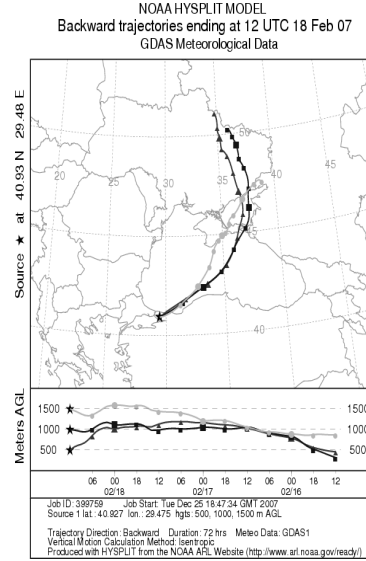 NOAA HYSPLIT MODEL
Backward trajectories ending at 12 UTC 18 Feb 07
GDAS Meteorological Data
Source ★ at 40.93 N 29.48 E
50
45
40
35
30
25
20
45
40
Meters AGL
1500
1000
500
1500
1000
500
06 00 18 12 06 00 18 12 06 00 18 12
02/18 02/17 02/16
Job ID: 399759 Job Start: Tue Dec 25 18:47:34 GMT 2007
Source 1 lat.: 40.927 lon.: 29.475 hgts: 500, 1000, 1500 m AGL
Trajectory Direction: Backward Duration: 72 hrs Meteo Data: GDAS1
Vertical Motion Calculation Method: Isentropic
Produced with HYSPLIT from the NOAA ARL Website (http://www.arl.noaa.gov/ready/)